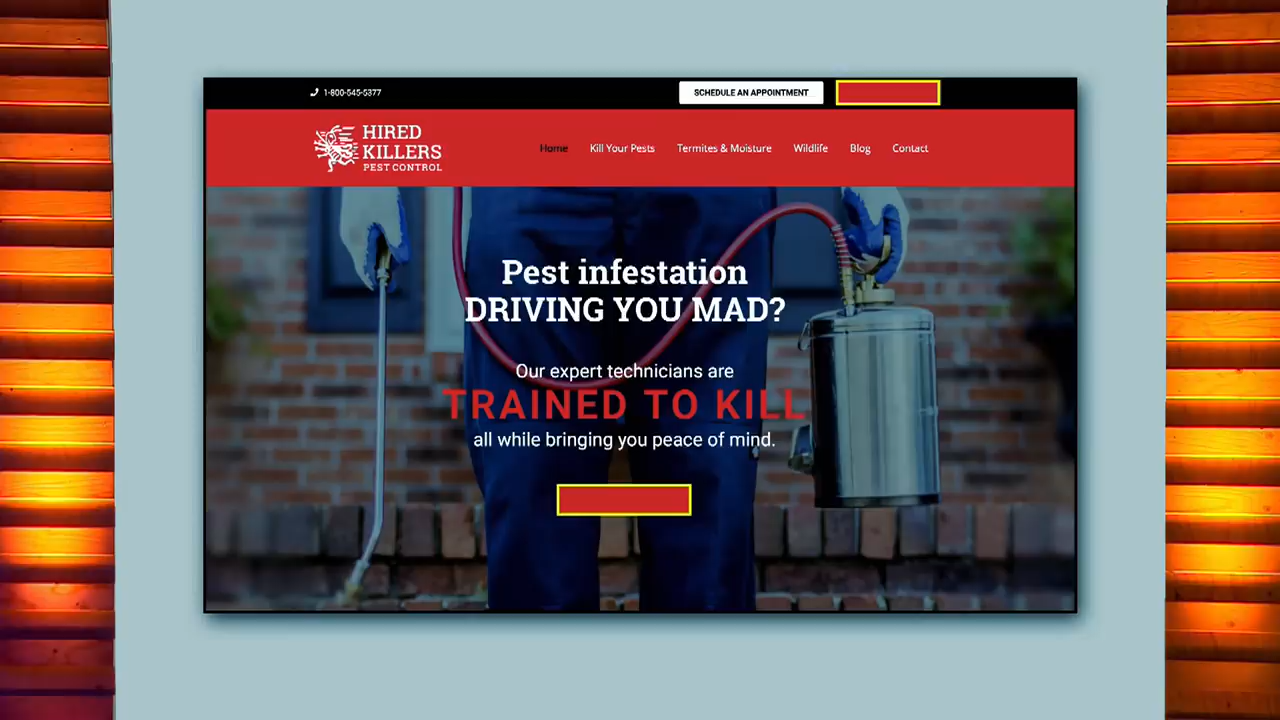 1-800-545-5377
SCHEDULE AN APPOINTMENT
HIRED
KILLERS
PEST CONTROL
Home Kill Your Pests Termites & Moisture Wildlife Blog Contact
Pest infestation
DRIVING YOU MAD?
Our expert technicians are
TRAINED TO KILL
all while bringing you peace of mind.